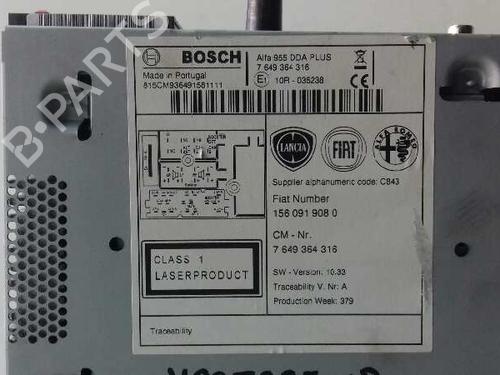 BOSCH
Alfa 955 DDA PLUS
7 649 364 316
Made in Portugal
815CM936491581111
E1 10R - 035238
CE
LANCIA
FIAT
ALFA ROMEO
Supplier alphanumeric code: C843
Fiat Number
156 091 908 0
CM - Nr.
7 649 364 316
CLASS 1
LASERPRODUCT
SW - Version: 10.33
Traceability V. Nr: A
Production Week: 379
Traceability
B-PARTS